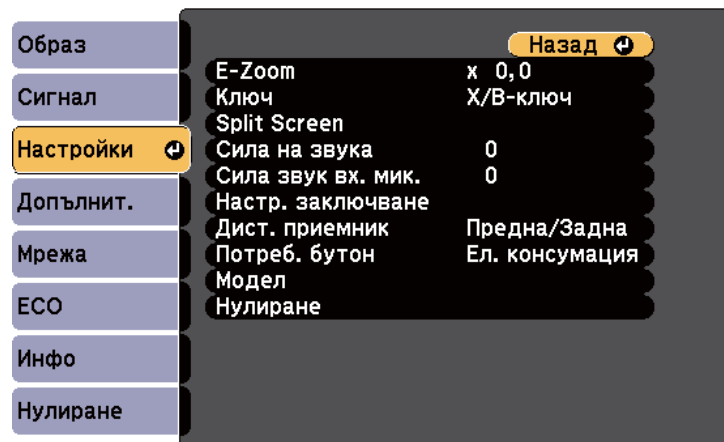 Образ
Сигнал
Настройки
Допълнит.
Мрежа
ECO
Инфо
Нулиране
Назад
E-Zoom x 0,0
Ключ Х/В-ключ
Split Screen
Сила на звука 0
Сила звук вх. мик. 0
Настр. заключване
Дист. приемник Предна/Задна
Потреб. бутон Ел. консумация
Модел
Нулиране